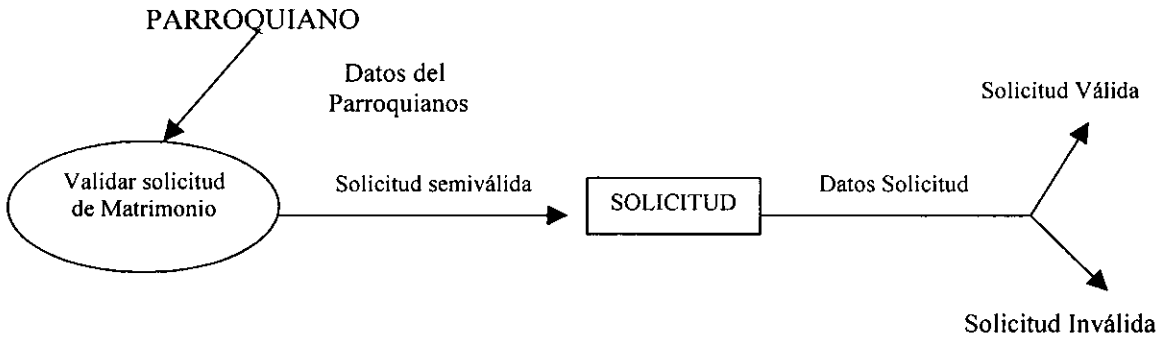 PARROQUIANO
Datos del
Parroquianos
Solicitud Válida
Validar solicitud
de Matrimonio
Solicitud semiválida
SOLICITUD
Datos Solicitud
Solicitud Inválida